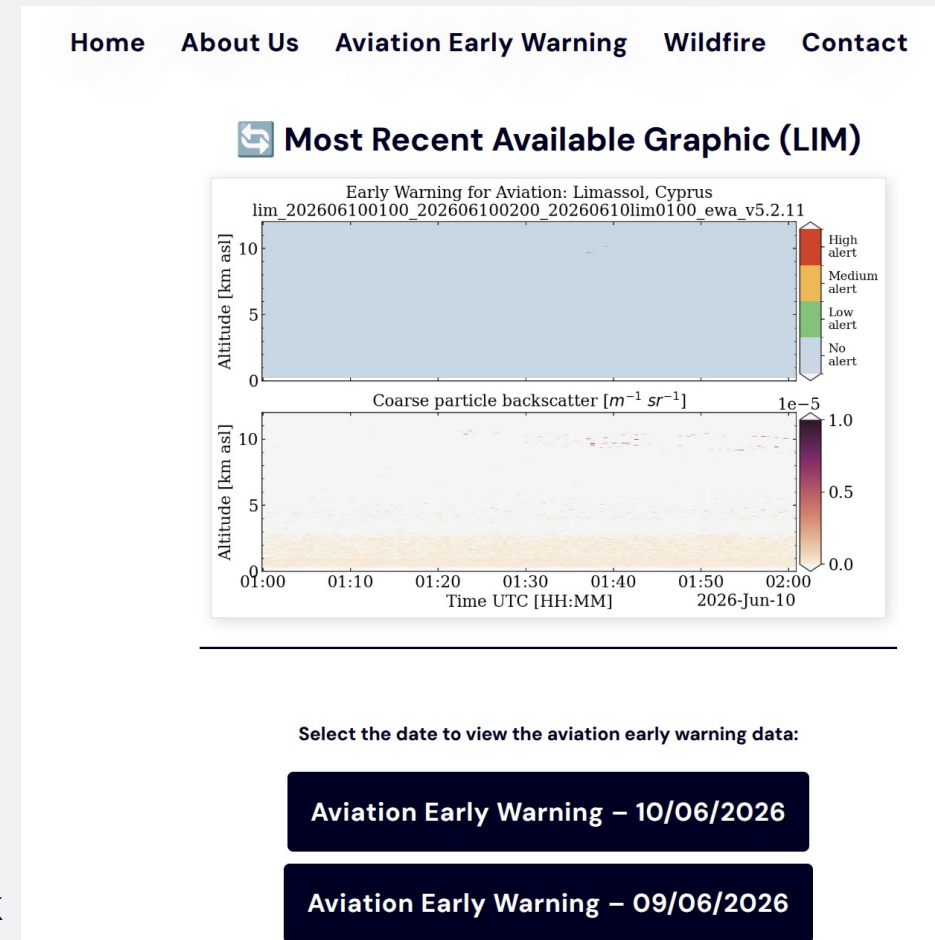 Home About Us Aviation Early Warning Wildfire Contact
🔄 Most Recent Available Graphic (LIM)
Early Warning for Aviation: Limassol, Cyprus
lim_202606100100_202606100200_20260610lim0100_ewa_v5.2.11
Altitude [km asl]
10
5
0
High alert
Medium alert
Low alert
No alert
Coarse particle backscatter [m⁻¹ sr⁻¹]
1e−5
Altitude [km asl]
10
5
0
1.0
0.5
0.0
01:00 01:10 01:20 01:30 01:40 01:50 02:00
Time UTC [HH:MM] 2026-Jun-10
Select the date to view the aviation early warning data:
Aviation Early Warning – 10/06/2026
Aviation Early Warning – 09/06/2026